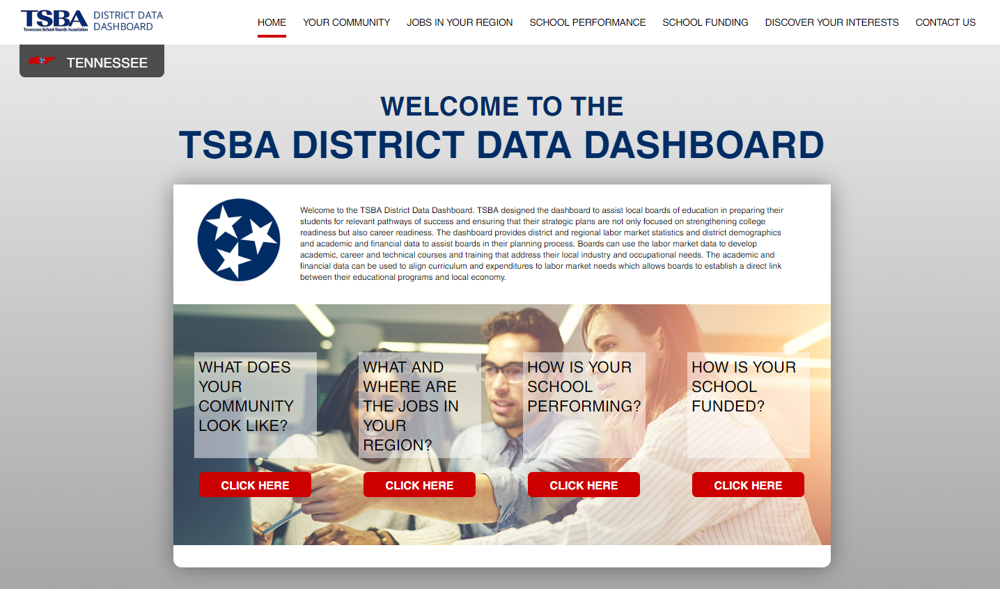 TSBA
Tennessee School Boards Association
DISTRICT DATA
DASHBOARD
HOME YOUR COMMUNITY JOBS IN YOUR REGION SCHOOL PERFORMANCE SCHOOL FUNDING DISCOVER YOUR INTERESTS CONTACT US
TENNESSEE
WELCOME TO THE
TSBA DISTRICT DATA DASHBOARD
Welcome to the TSBA District Data Dashboard. TSBA designed the dashboard to assist local boards of education in preparing their
students for relevant pathways of success and ensuring that their strategic plans are not only focused on strengthening college
readiness but also career readiness. The dashboard provides district and regional labor market statistics and district demographics
and academic and financial data to assist boards in their planning process. Boards can use the labor market data to develop
academic, career and technical courses and training that address their local industry and occupational needs. The academic and
financial data can be used to align curriculum and expenditures to labor market needs which allows boards to establish a direct link
between their educational programs and local economy.
WHAT DOES
YOUR
COMMUNITY
LOOK LIKE?
CLICK HERE
WHAT AND
WHERE ARE
THE JOBS IN
YOUR
REGION?
CLICK HERE
HOW IS YOUR
SCHOOL
PERFORMING?
CLICK HERE
HOW IS YOUR
SCHOOL
FUNDED?
CLICK HERE